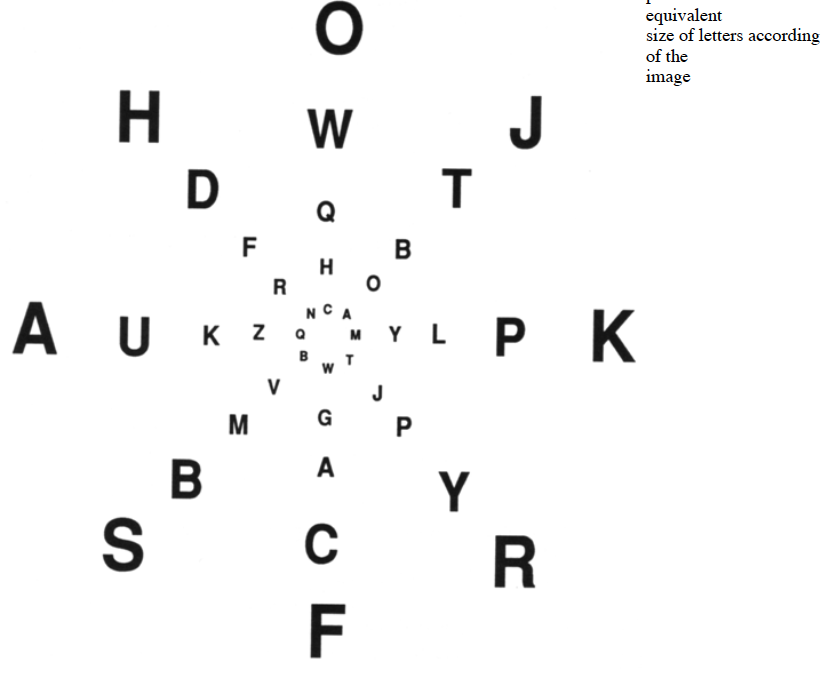 equivalent
size of letters according
of the
image
O
H
W
J
D
T
Q
F
B
H
R
O
N C A
A U K Z Q M Y L P K
B
W
T
V
J
M
G
P
B
A
Y
S
C
R
F